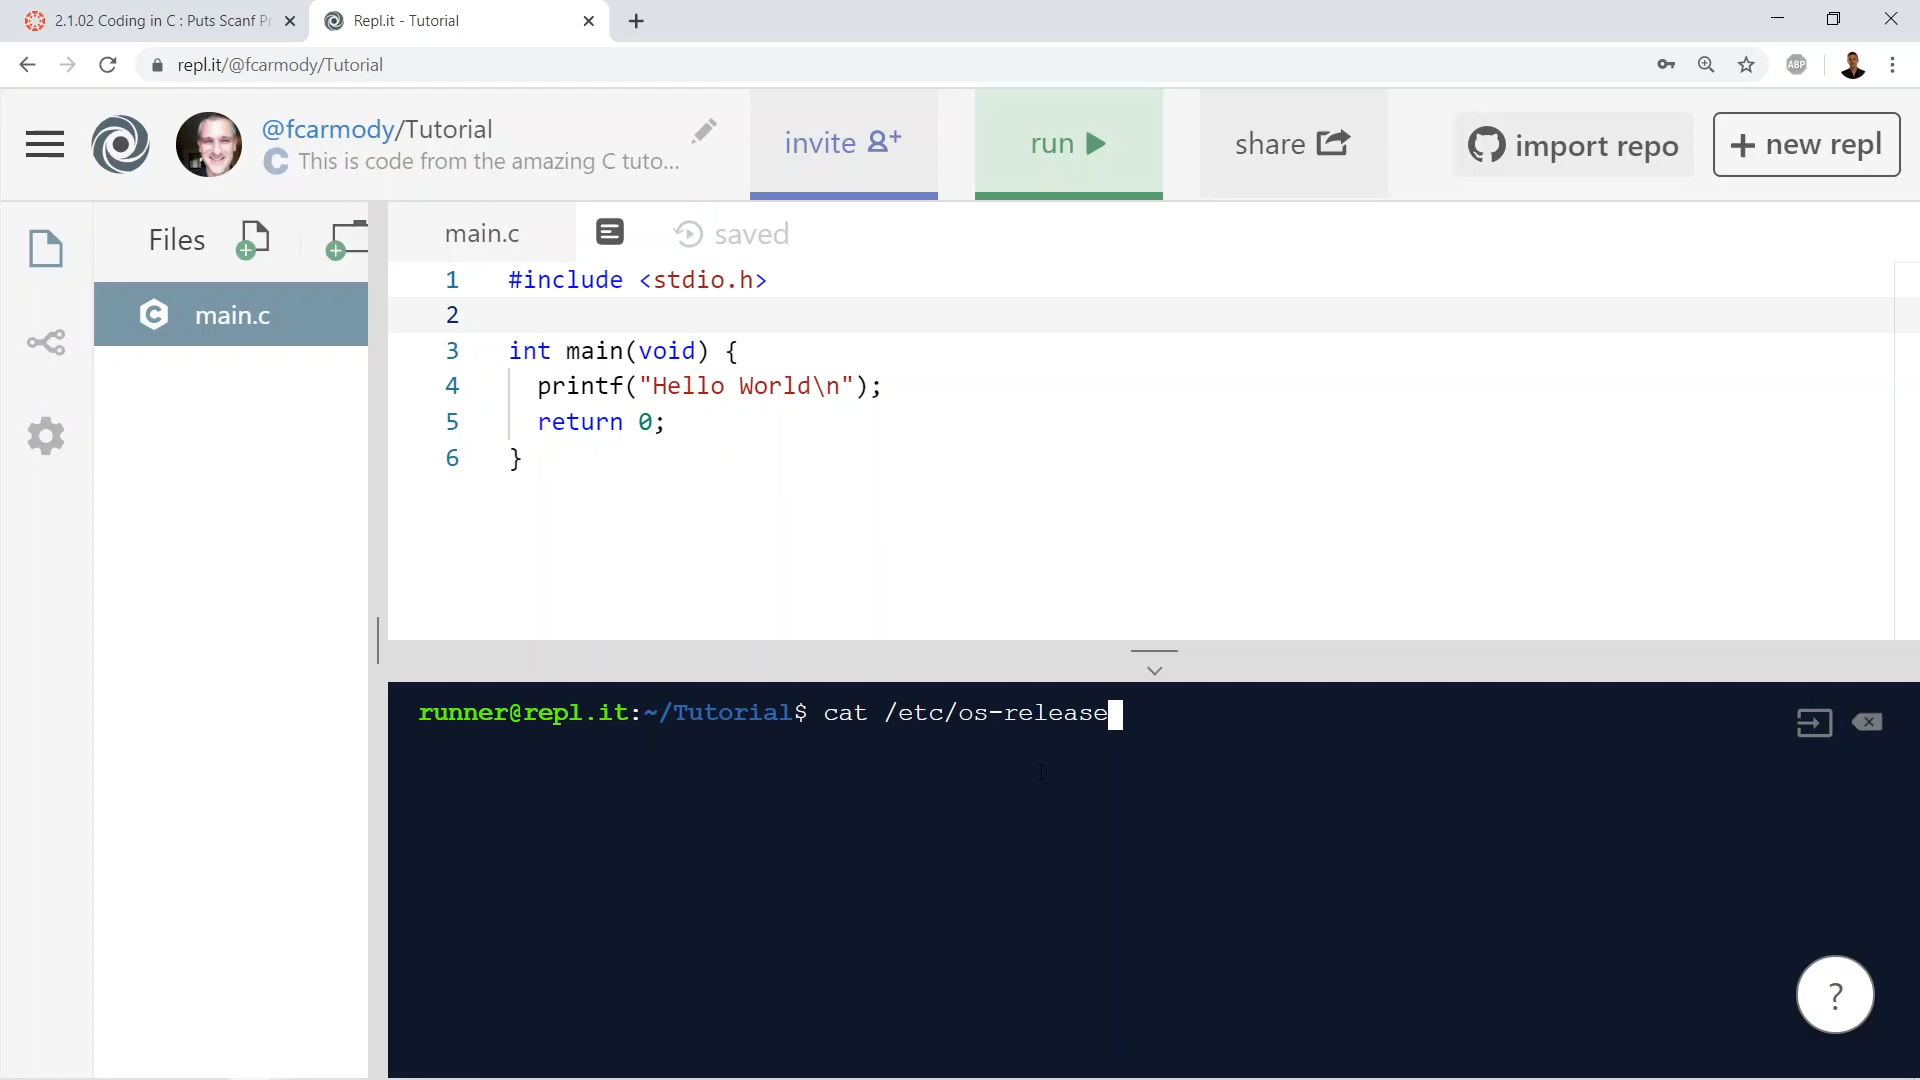 2.1.02 Coding in C : Puts Scanf Pr
Repl.it - Tutorial
repl.it/@fcarmody/Tutorial
ABP
@fcarmody/Tutorial
This is code from the amazing C tuto...
invite
run
share
import repo
+ new repl
Files
main.c
saved
main.c
1 #include <stdio.h>
2
3 int main(void) {
4 printf("Hello World\n");
5 return 0;
6 }
runner@repl.it:~/Tutorial$ cat /etc/os-release
?